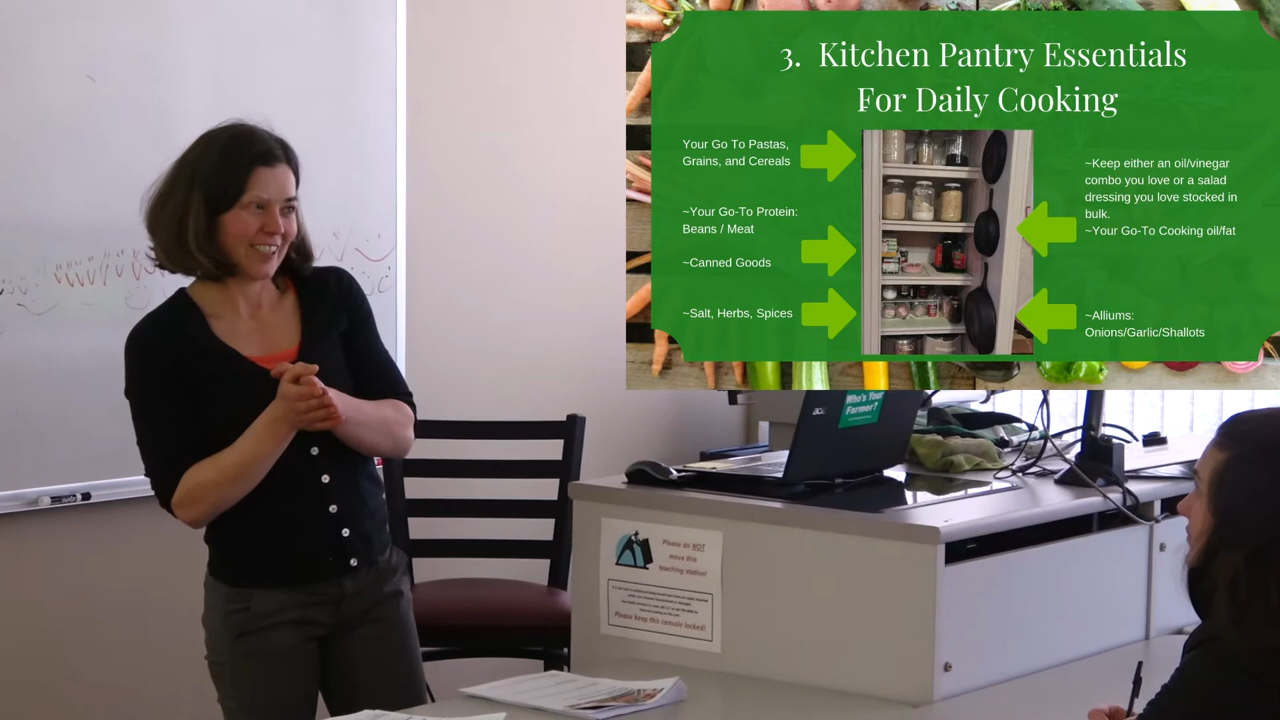 3. Kitchen Pantry Essentials
For Daily Cooking
Your Go To Pastas,
Grains, and Cereals
~Your Go-To Protein:
Beans / Meat
~Canned Goods
~Salt, Herbs, Spices
~Keep either an oil/vinegar
combo you love or a salad
dressing you love stocked in
bulk.
~Your Go-To Cooking oil/fat
~Alliums:
Onions/Garlic/Shallots
Who's Your
Farmer?
acer
Please do NOT
move this
teaching station!
Please keep this console locked!